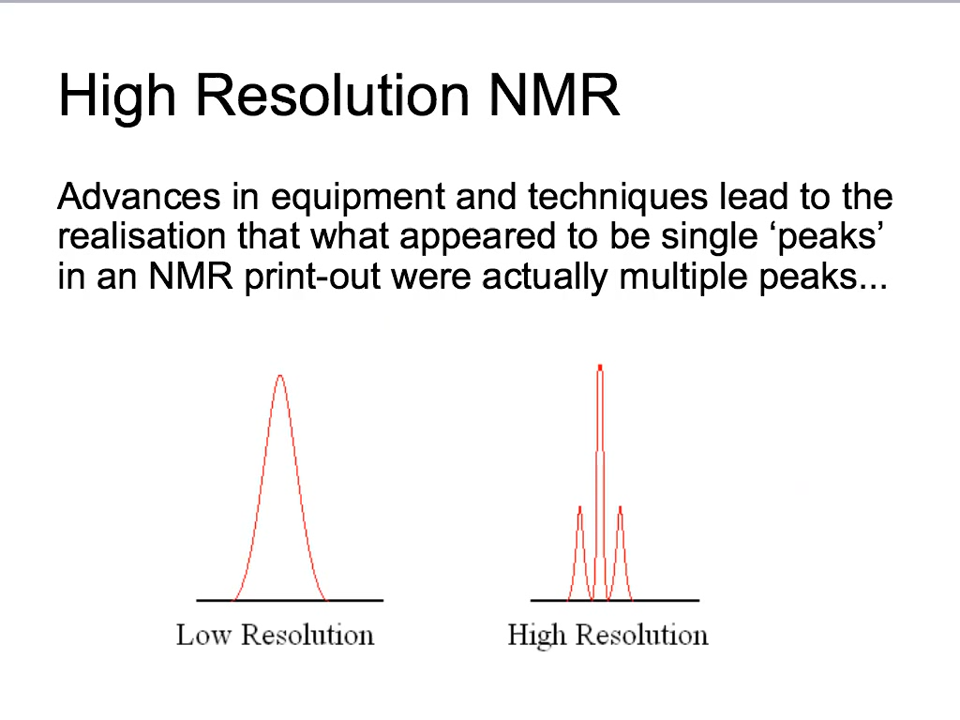 High Resolution NMR
Advances in equipment and techniques lead to the
realisation that what appeared to be single ‘peaks’
in an NMR print-out were actually multiple peaks...
Low Resolution
High Resolution